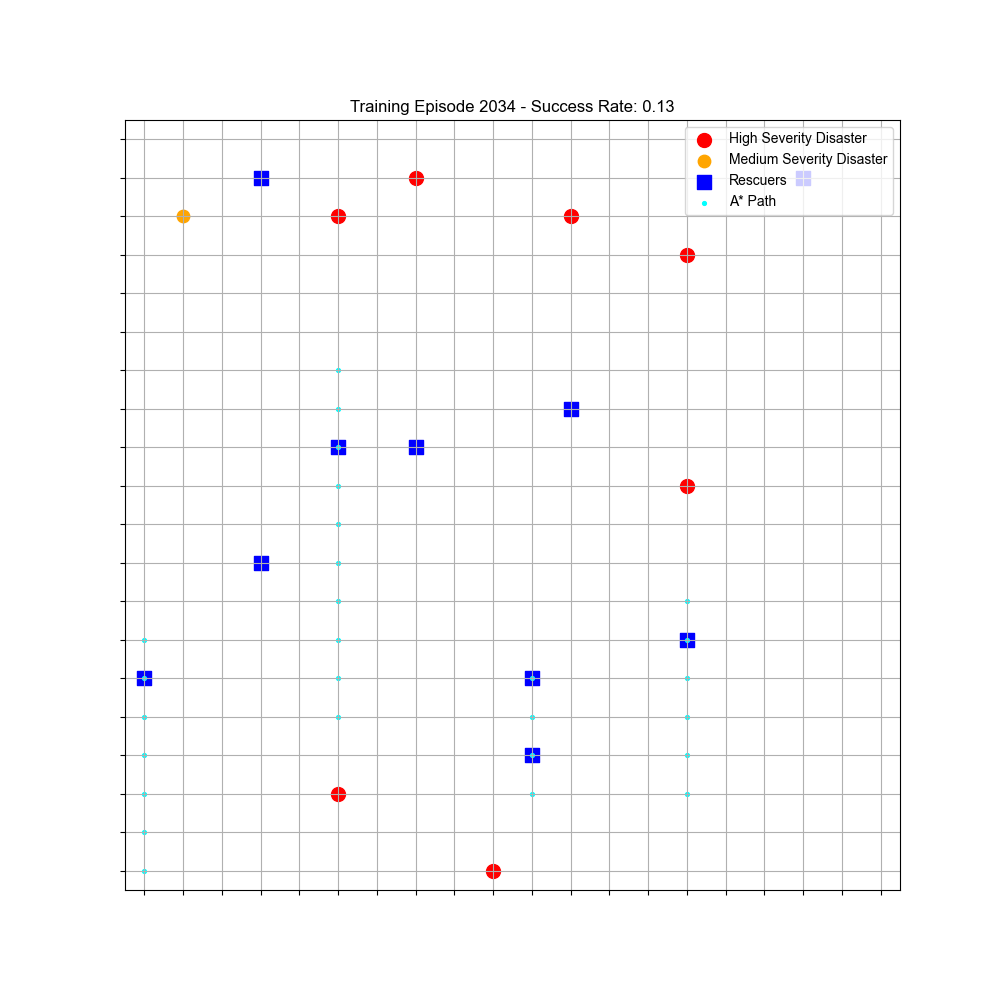 Training Episode 2034 - Success Rate: 0.13
High Severity Disaster
Medium Severity Disaster
Rescuers
A* Path